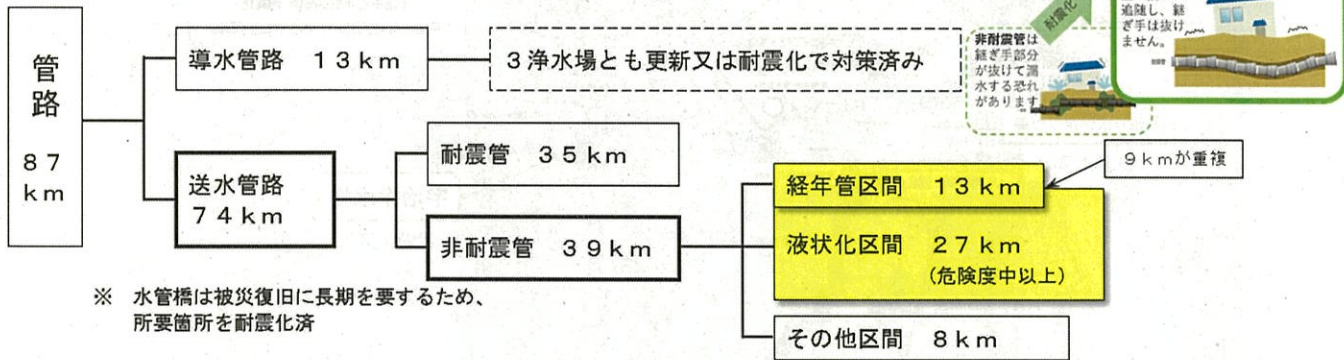 管路
87
km
導水管路 13km
3浄水場とも更新又は耐震化で対策済み
送水管路
74km
耐震管 35km
非耐震管 39km
経年管区間 13km
液状化区間 27km
(危険度中以上)
その他区間 8km
9kmが重複
※ 水管橋は被災復旧に長期を要するため、
所要箇所を耐震化済
耐震化
非耐震管は
継ぎ手部分
が抜けて漏
水する恐れ
があります
追随し、継
ぎ手は抜け
ません。